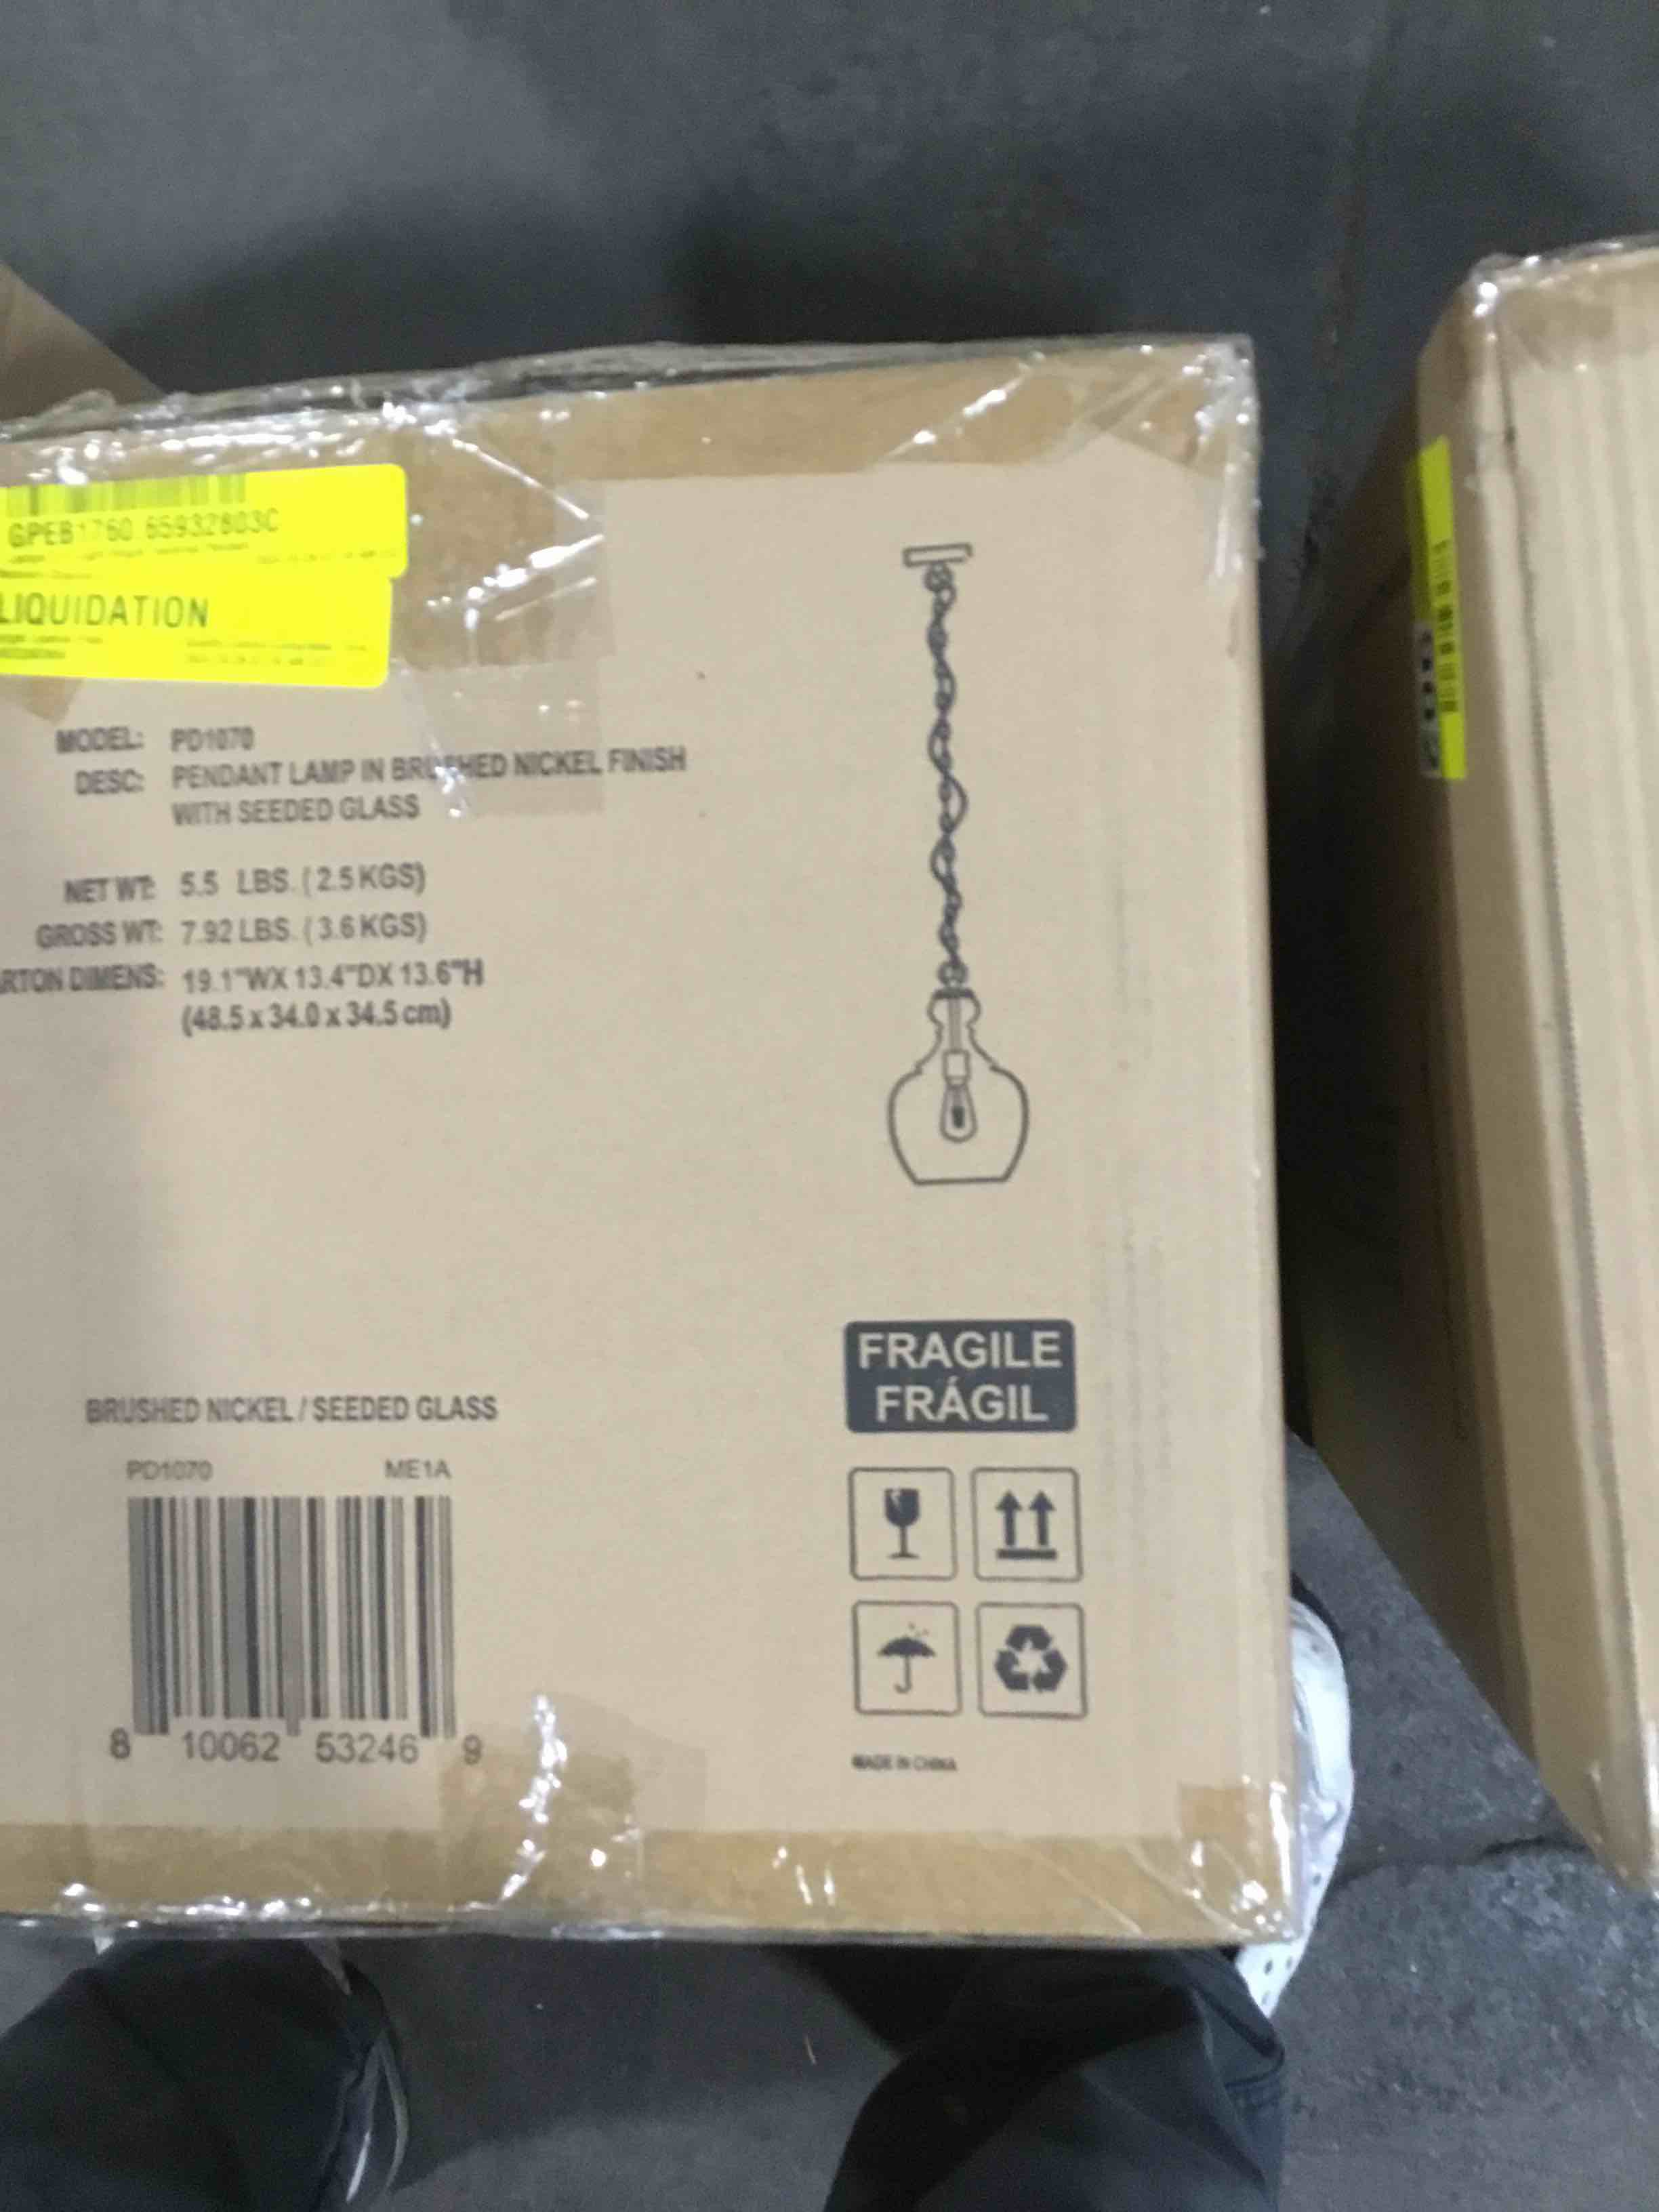 GPEB1760 65932803C
LIQUIDATION
MODEL: PD1070
DESC: PENDANT LAMP IN BRUSHED NICKEL FINISH
WITH SEEDED GLASS
NET WT: 5.5 LBS. (2.5 KGS)
GROSS WT: 7.92 LBS. (3.6 KGS)
ARTON DIMENS: 19.1"WX 13.4"DX 13.6"H
(48.5 x 34.0 x 34.5 cm)
FRAGILE
FRÁGIL
BRUSHED NICKEL / SEEDED GLASS
PD1070 ME1A
8 10062 53246 9
MADE IN CHINA